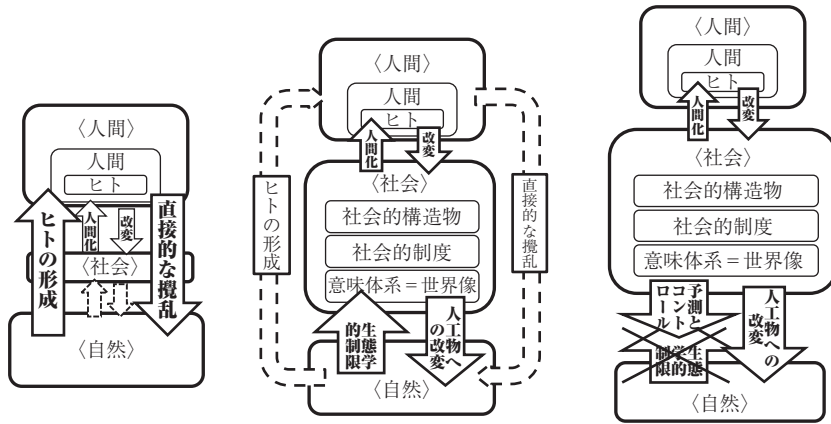 〈人間〉
人間
ヒト
ヒトの形成
人間化
改変
直接的な攪乱
〈社会〉
〈自然〉
〈人間〉
人間
ヒト
人間化
改変
ヒトの形成
直接的な攪乱
〈社会〉
社会的構造物
社会的制度
意味体系＝世界像
生態学
的制限
人工物へ
の改変
〈自然〉
〈人間〉
人間
ヒト
人間化
改変
〈社会〉
社会的構造物
社会的制度
意味体系＝世界像
予測と
コント
ロール
生態
学的
制限
人工物への
改変
〈自然〉